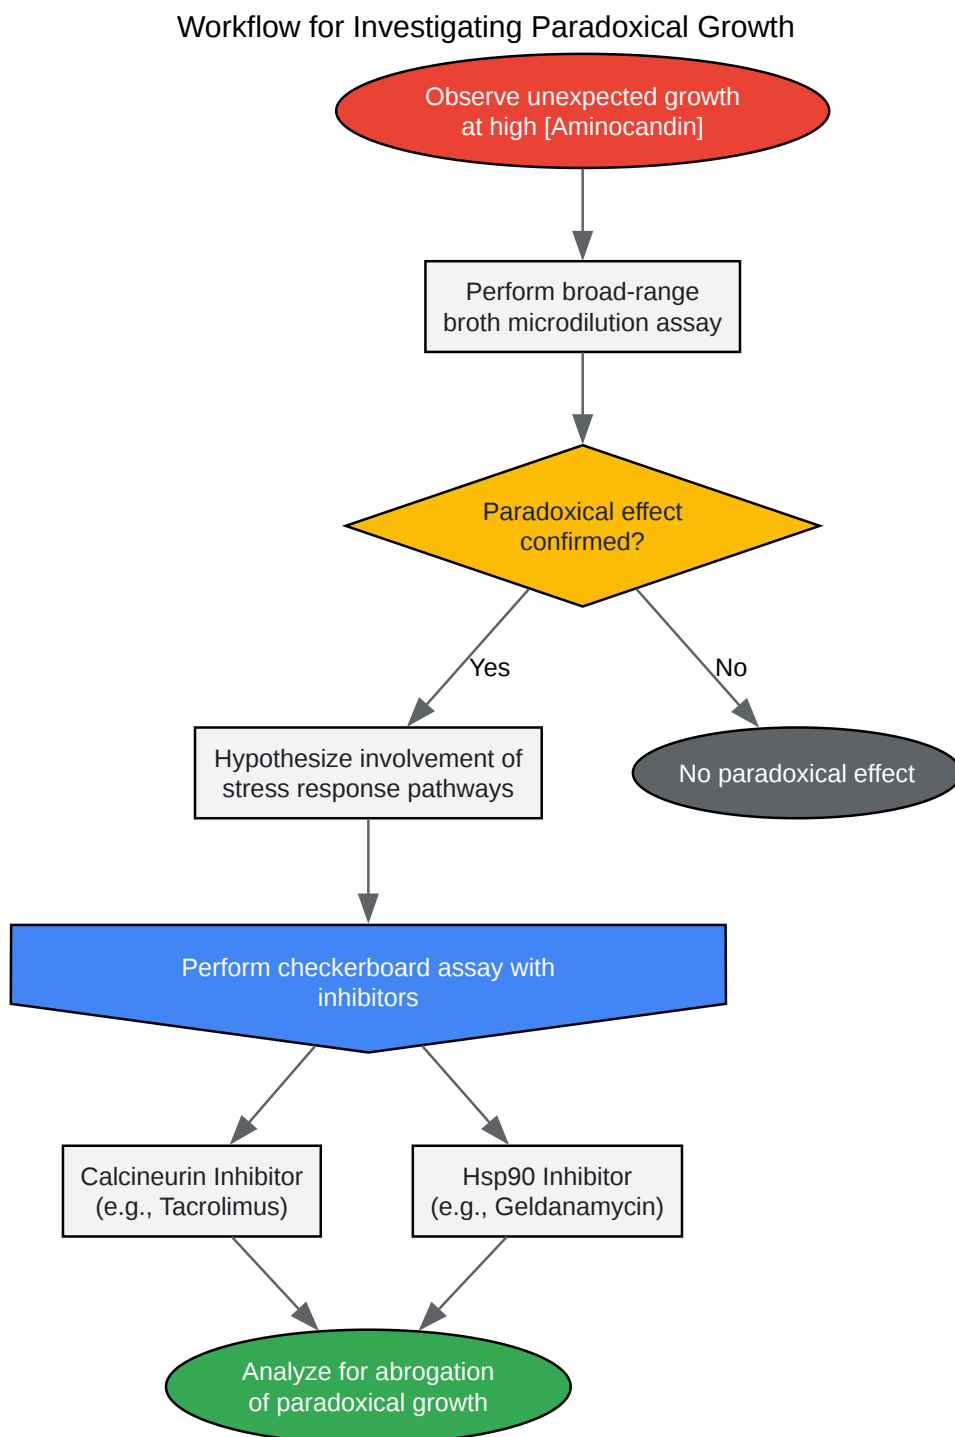 Workflow for Investigating Paradoxical Growth
Observe unexpected growth
at high [Aminocandin]
Perform broad-range
broth microdilution assay
Paradoxical effect
confirmed?
Yes
No
Hypothesize involvement of
stress response pathways
No paradoxical effect
Perform checkerboard assay with
inhibitors
Calcineurin Inhibitor
(e.g., Tacrolimus)
Hsp90 Inhibitor
(e.g., Geldanamycin)
Analyze for abrogation
of paradoxical growth